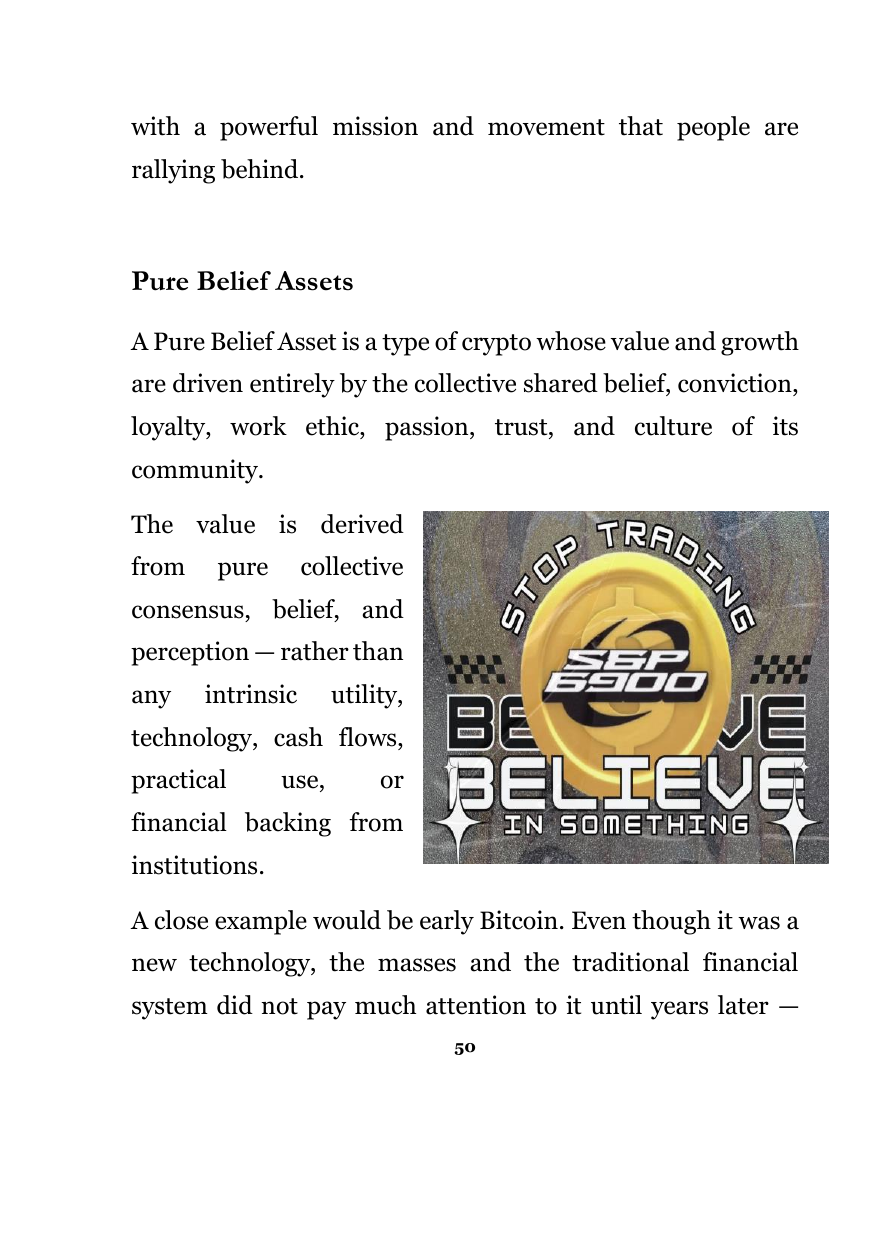 with a powerful mission and movement that people are
rallying behind.
Pure Belief Assets
A Pure Belief Asset is a type of crypto whose value and growth
are driven entirely by the collective shared belief, conviction,
loyalty, work ethic, passion, trust, and culture of its
community.
The value is derived
from pure collective
consensus, belief, and
perception — rather than
any intrinsic utility,
technology, cash flows,
practical use, or
financial backing from
institutions.
STOP TRADING
S6P
6900
BE VE
BELIEVE
IN SOMETHING
A close example would be early Bitcoin. Even though it was a
new technology, the masses and the traditional financial
system did not pay much attention to it until years later —
50